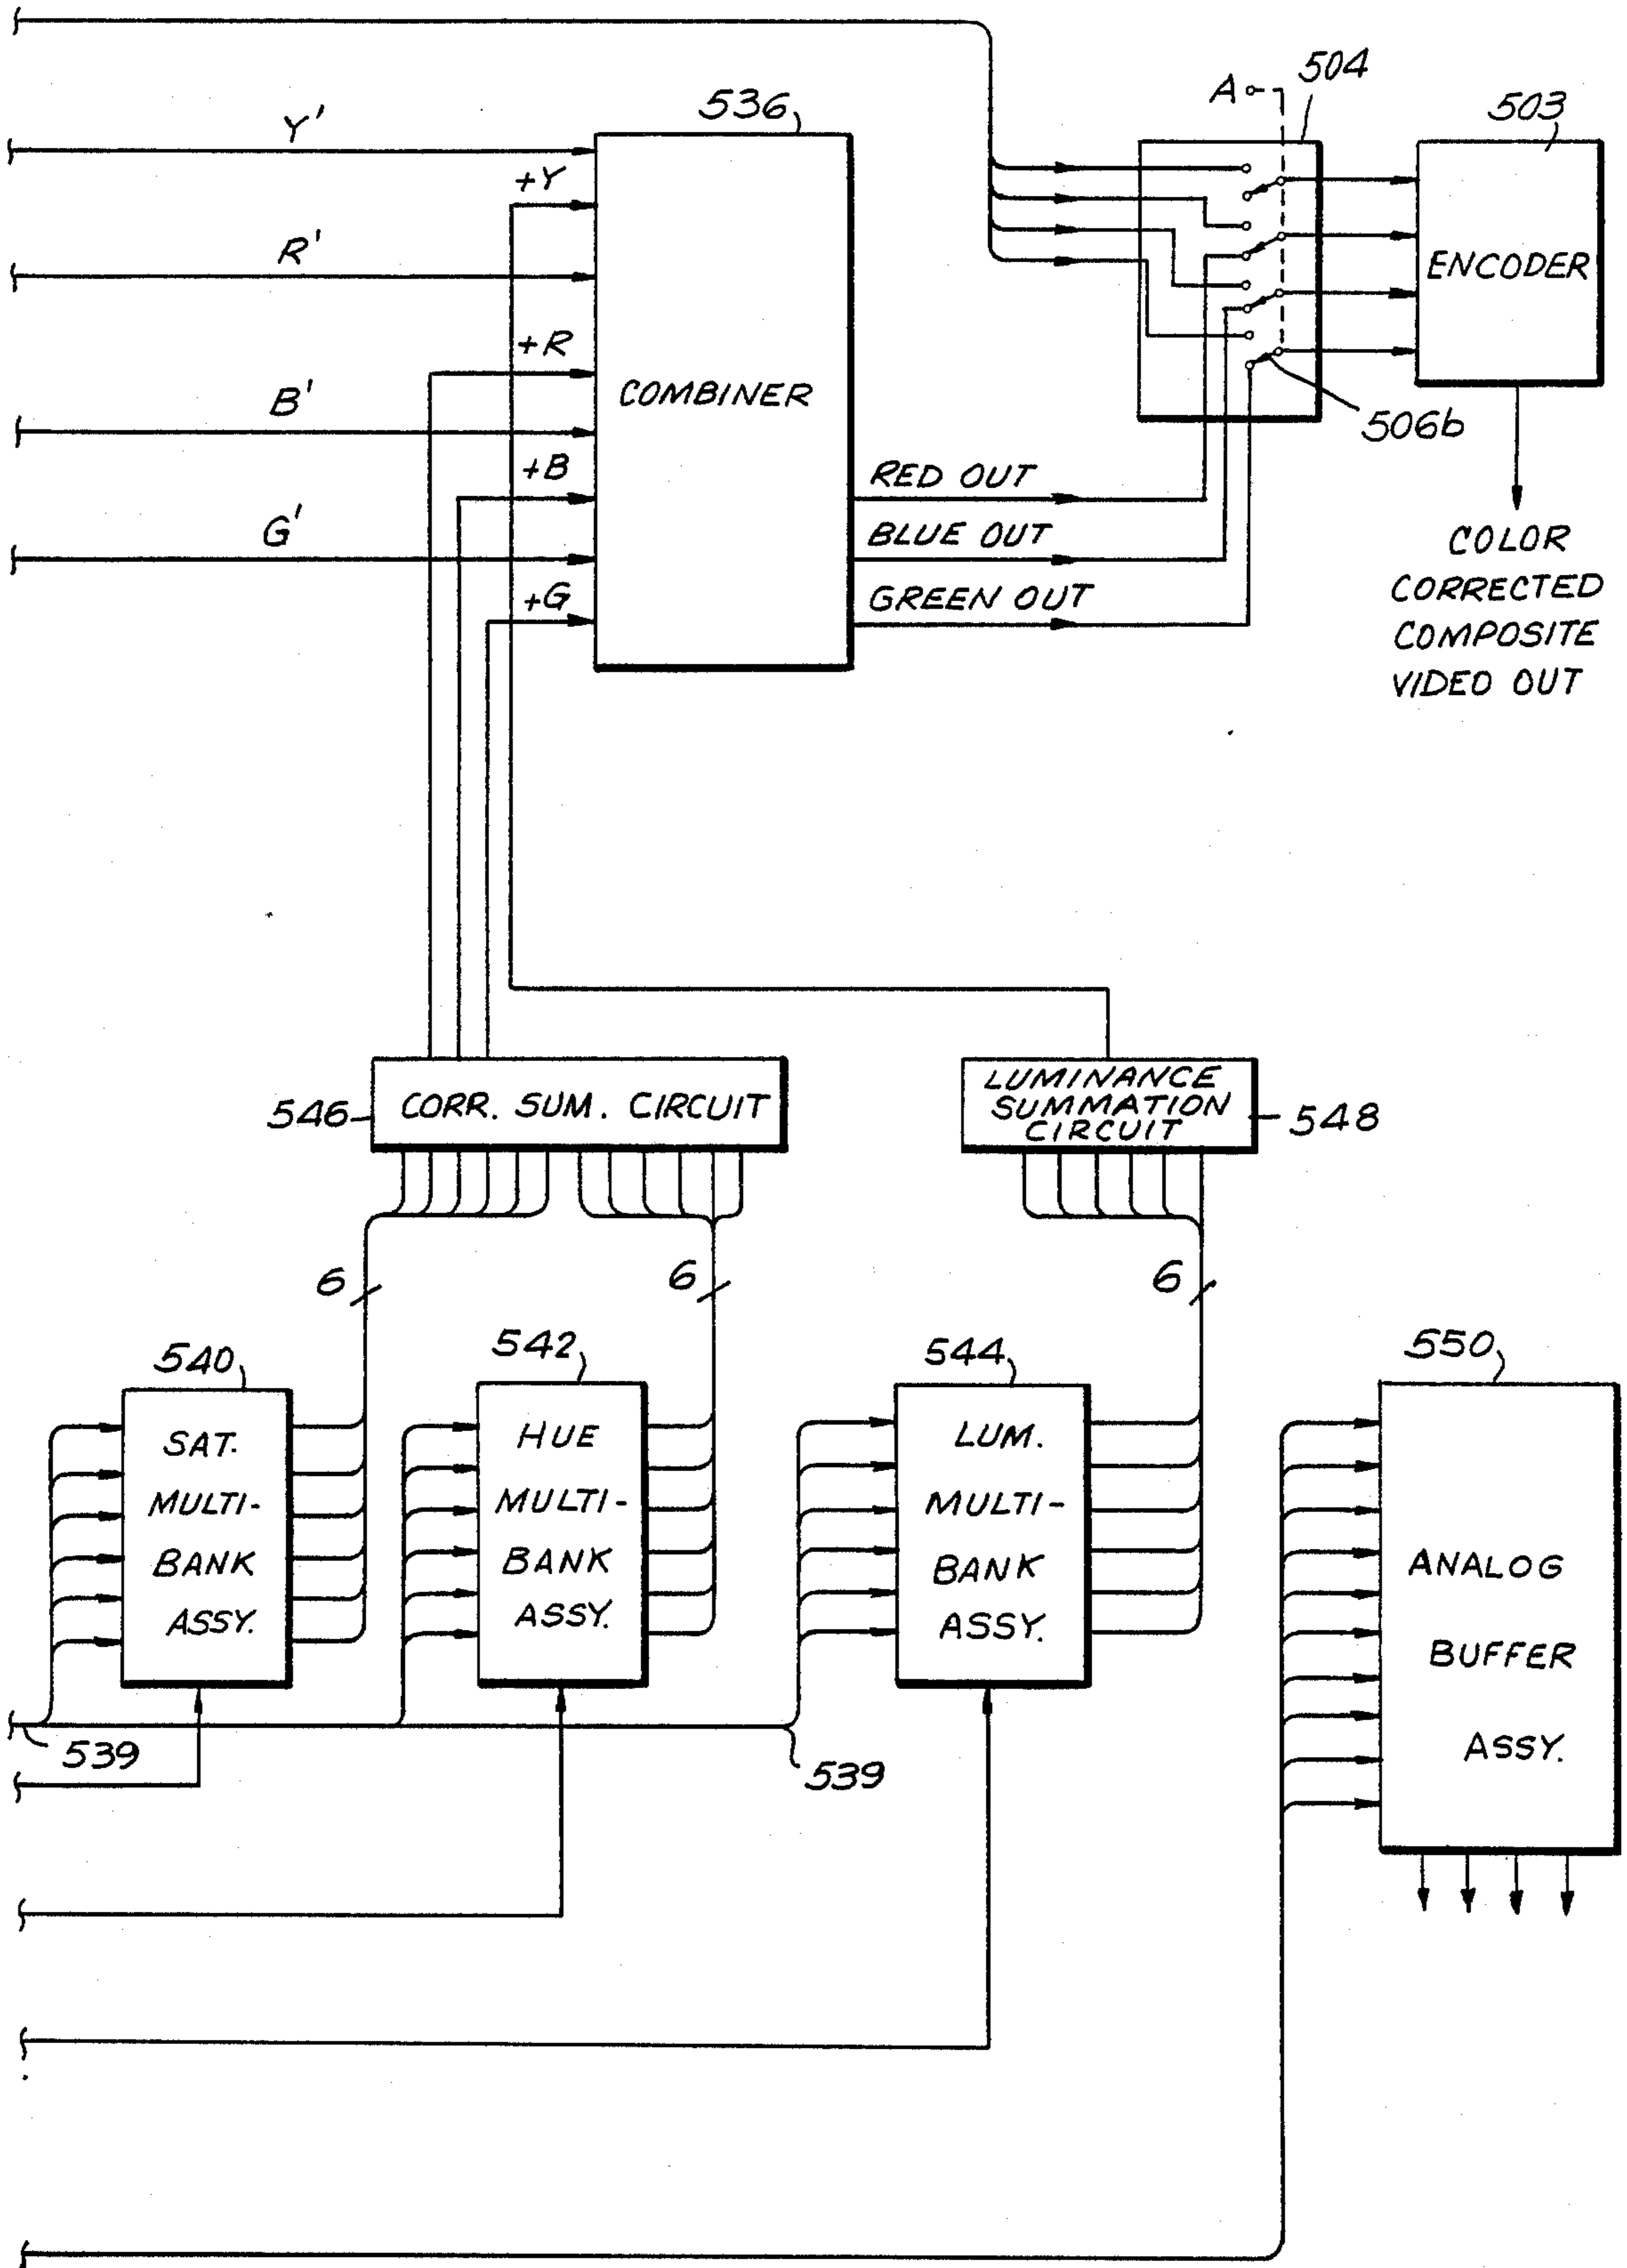 504
A
536
503
Y'
+Y
R'
ENCODER
+R
COMBINER
B'
506b
+B
RED OUT
G'
BLUE OUT
COLOR
CORRECTED
COMPOSITE
VIDEO OUT
+G
GREEN OUT
546
CORR. SUM. CIRCUIT
LUMINANCE
SUMMATION
CIRCUIT
548
6
6
6
540
542
544
550
SAT.
MULTI-
BANK
ASSY.
HUE
MULTI-
BANK
ASSY.
LUM.
MULTI-
BANK
ASSY.
ANALOG
BUFFER
ASSY.
539
539